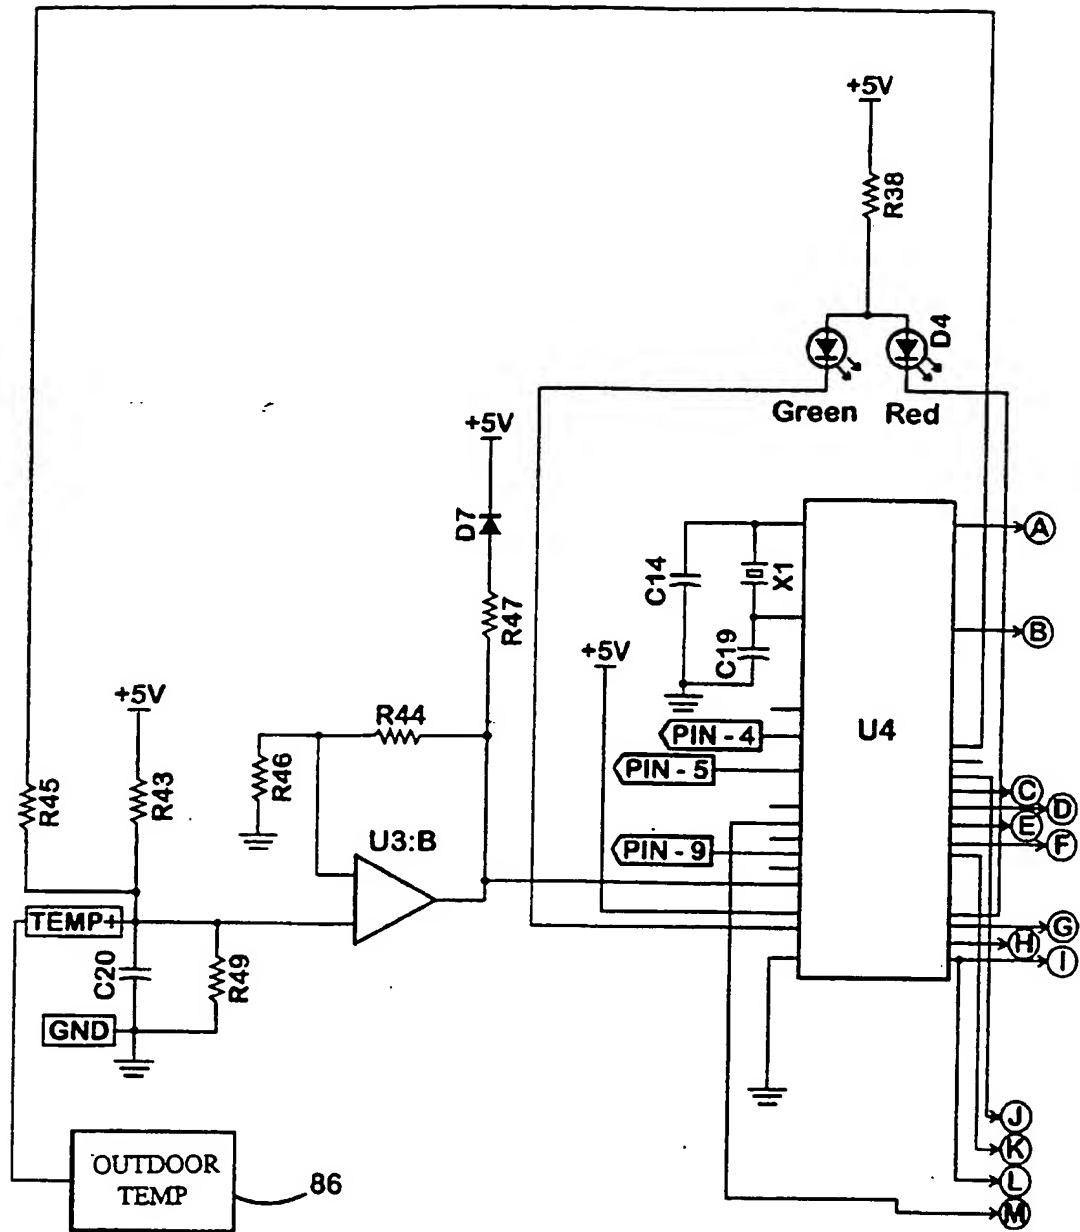 +5V
R38
D4
Green
Red
+5V
D7
R47
A
C14
X1
B
C19
+5V
U4
+5V
R44
PIN - 4
R46
PIN - 5
R45
R43
C
D
E
U3:B
PIN - 9
F
TEMP+
G
H
I
C20
R49
GND
J
K
OUTDOOR
TEMP
86
L
M